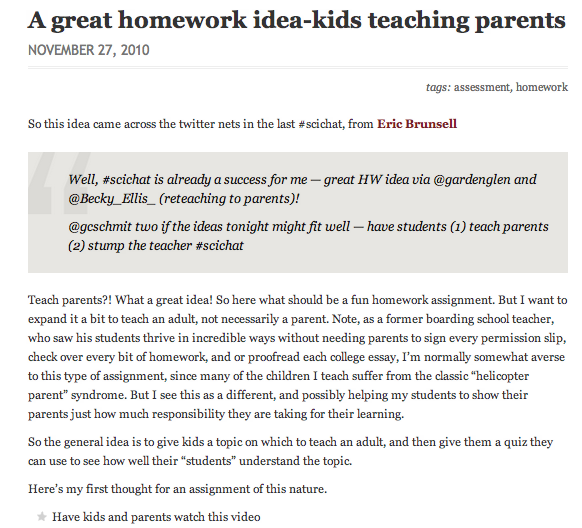 A great homework idea-kids teaching parents
NOVEMBER 27, 2010
tags: assessment, homework
So this idea came across the twitter nets in the last #scichat, from Eric Brunsell
Well, #scichat is already a success for me — great HW idea via @gardenglen and
@Becky_Ellis_ (reteaching to parents)!
@gcschmit two if the ideas tonight might fit well — have students (1) teach parents
(2) stump the teacher #scichat
Teach parents?! What a great idea! So here what should be a fun homework assignment. But I want to
expand it a bit to teach an adult, not necessarily a parent. Note, as a former boarding school teacher,
who saw his students thrive in incredible ways without needing parents to sign every permission slip,
check over every bit of homework, and or proofread each college essay, I'm normally somewhat averse
to this type of assignment, since many of the children I teach suffer from the classic “helicopter
parent” syndrome. But I see this as a different, and possibly helping my students to show their
parents just how much responsibility they are taking for their learning.
So the general idea is to give kids a topic on which to teach an adult, and then give them a quiz they
can use to see how well their “students” understand the topic.
Here's my first thought for an assignment of this nature.
Have kids and parents watch this video